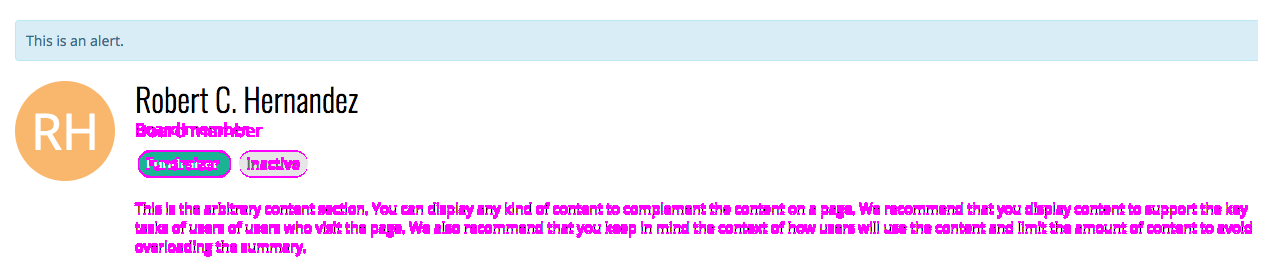 This is an alert.
RH
Robert C. Hernandez
Board member
Fundraiser Inactive
This is the arbitrary content section. You can display any kind of content to complement the content on a page. We recommend that you display content to support the key
tasks of users of users who visit the page. We also recommend that you keep in mind the context of how users will use the content and limit the amount of content to avoid
overloading the summary.